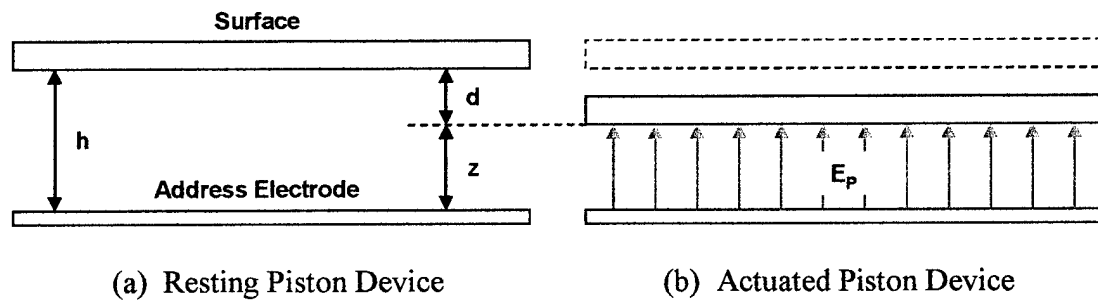 Surface
d
h
z
Address Electrode
E_P
(a) Resting Piston Device
(b) Actuated Piston Device